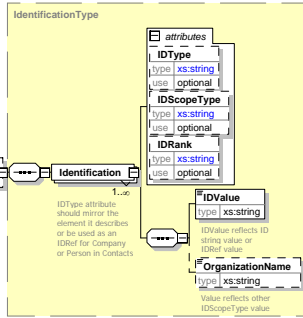 IdentificationType
attributes
IDType
type xs:string
use optional
IDScopeType
type xs:string
use optional
IDRank
type xs:string
use optional
Identification
1..∞
IDType attribute
should mirror the
element it describes
or be used as an
IDRef for Company
or Person in Contacts
IDValue
type xs:string
IDValue reflects ID
string value or
IDRef value
OrganizationName
type xs:string
Value reflects other
IDScopeType value